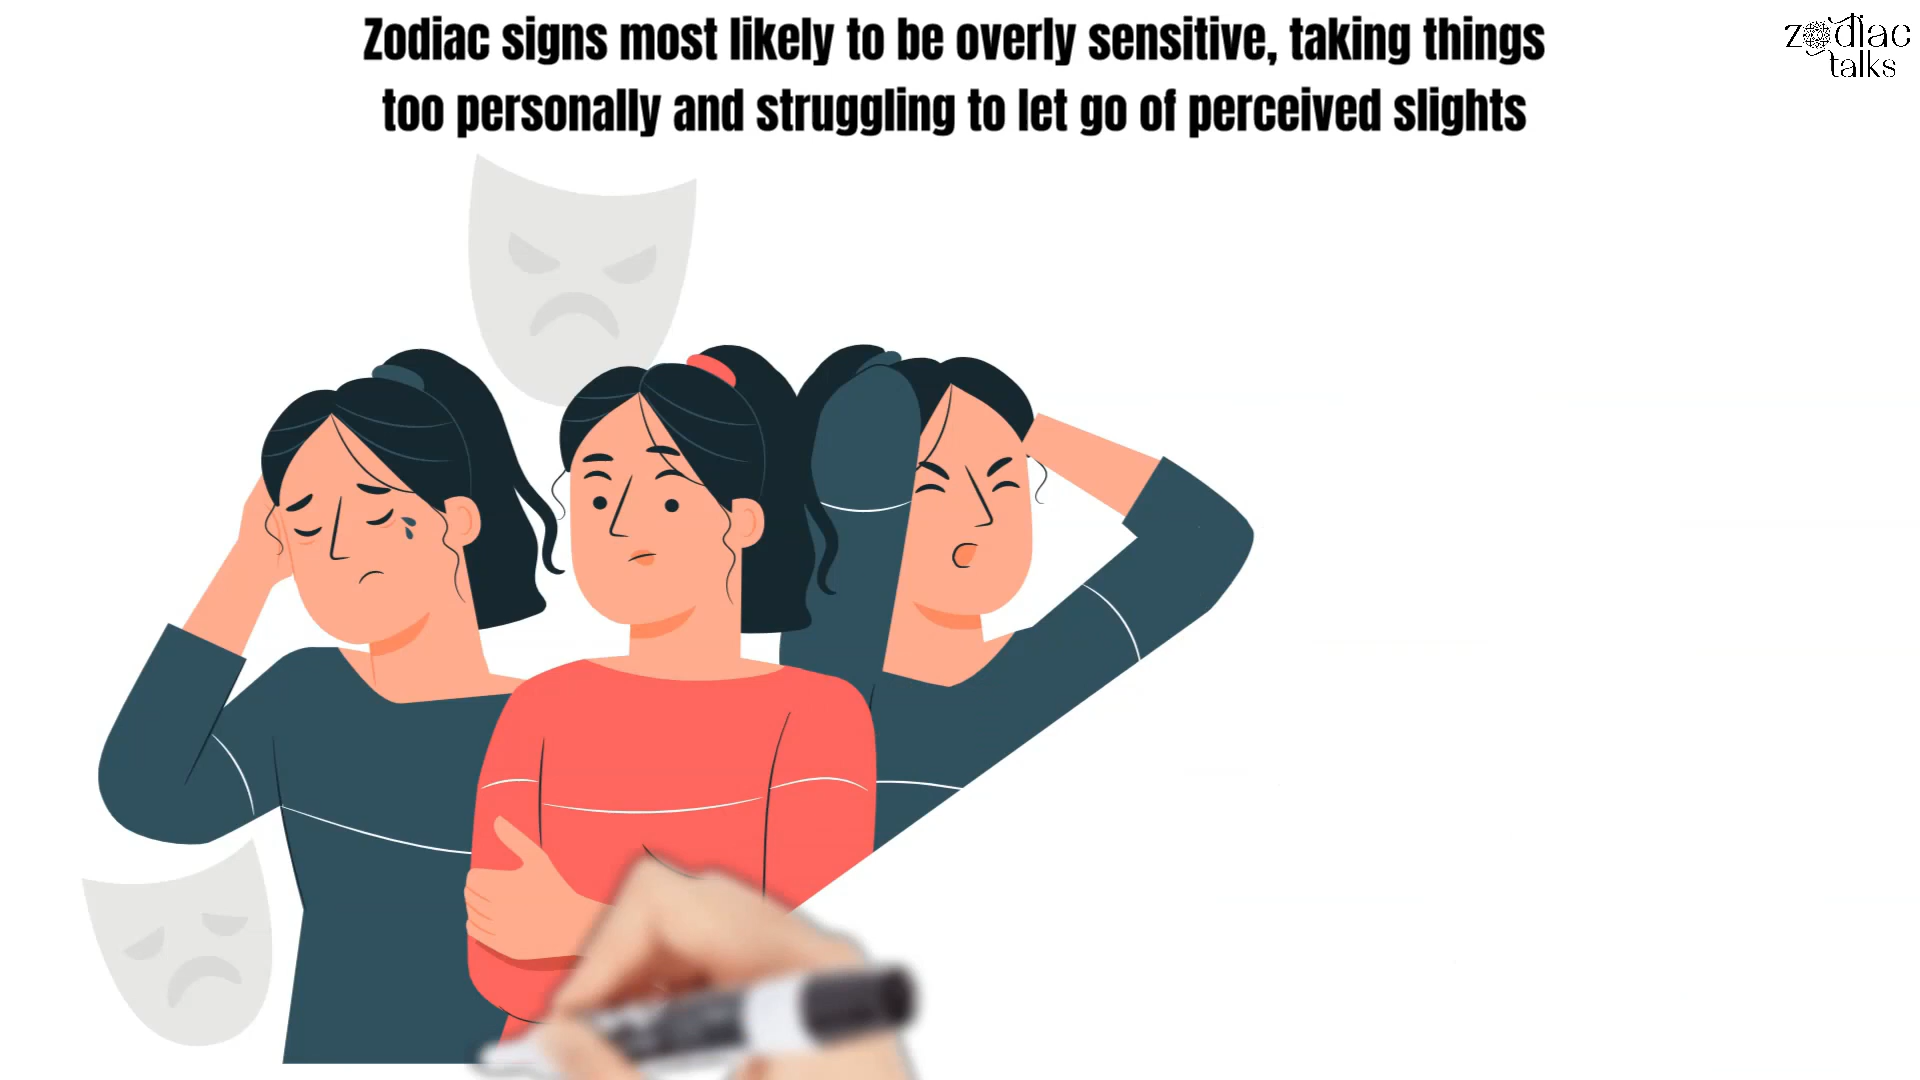 Zodiac signs most likely to be overly sensitive, taking things
too personally and struggling to let go of perceived slights
zodiac
talks